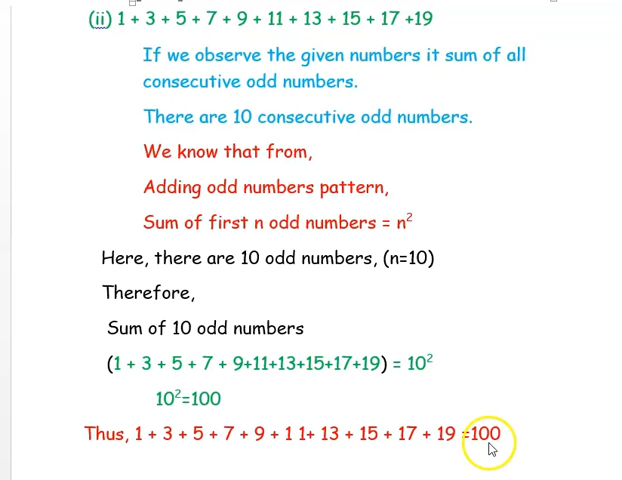 (ii) 1 + 3 + 5 + 7 + 9 + 11 + 13 + 15 + 17 +19
If we observe the given numbers it sum of all
consecutive odd numbers.
There are 10 consecutive odd numbers.
We know that from,
Adding odd numbers pattern,
Sum of first n odd numbers = n²
Here, there are 10 odd numbers, (n=10)
Therefore,
Sum of 10 odd numbers
(1 + 3 + 5 + 7 + 9+11+13+15+17+19) = 10²
10²=100
Thus, 1 + 3 + 5 + 7 + 9 + 1 1+ 13 + 15 + 17 + 19 =100